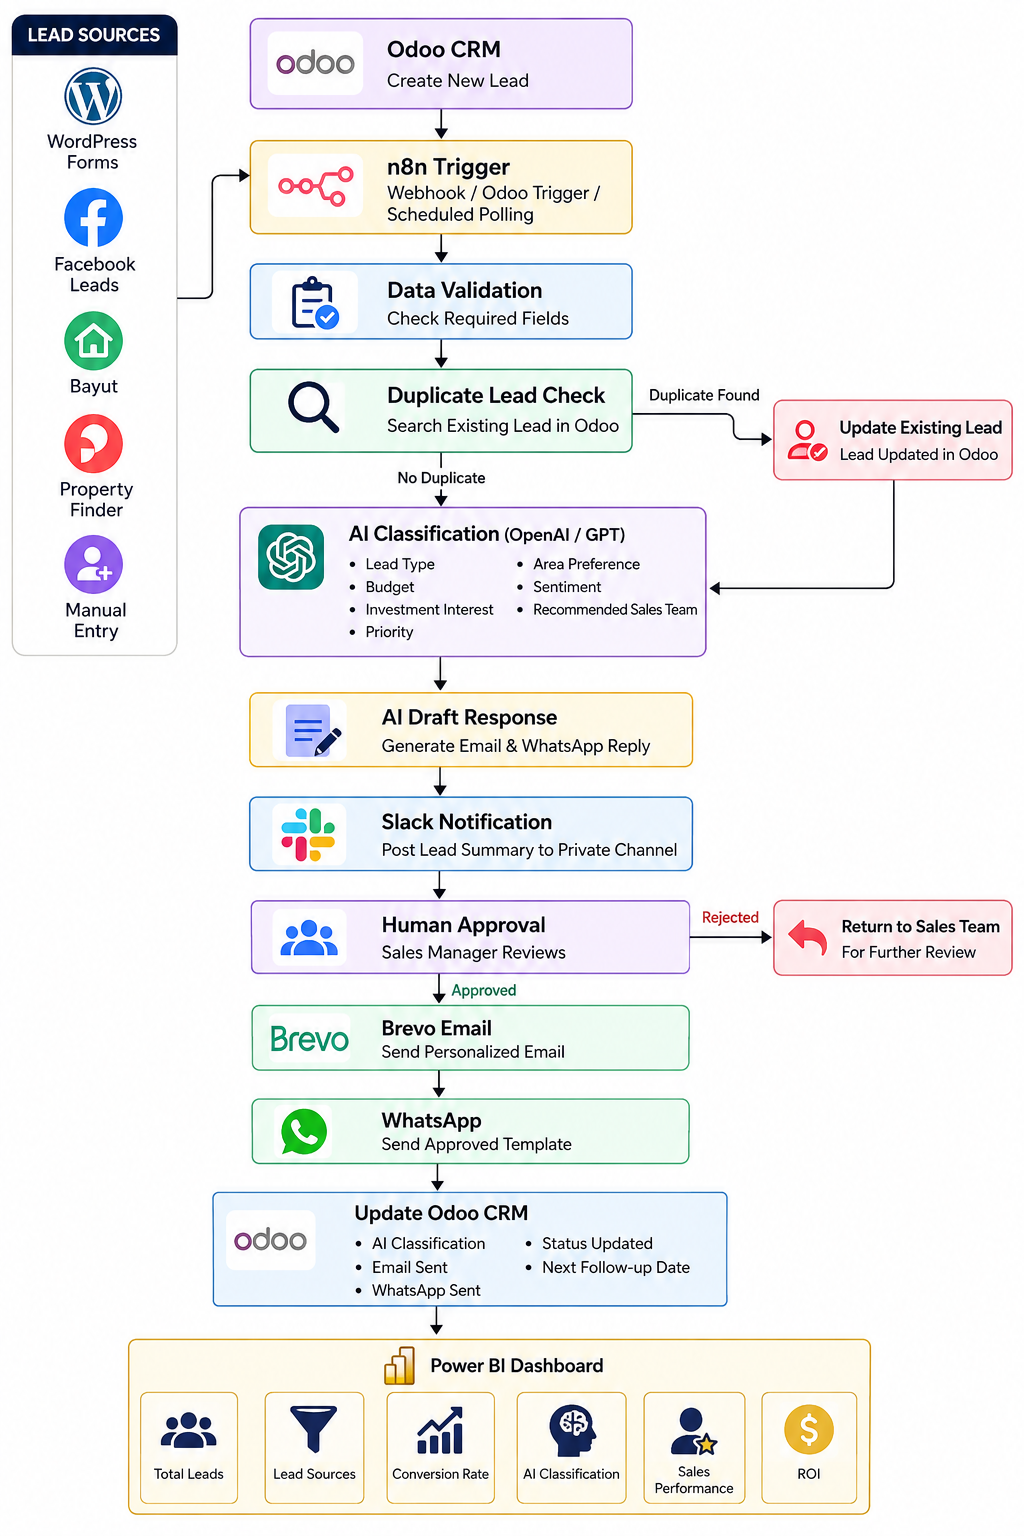 LEAD SOURCES
WordPress
Forms
Facebook
Leads
Bayut
Property
Finder
Manual
Entry
odoo
Odoo CRM
Create New Lead
n8n Trigger
Webhook / Odoo Trigger /
Scheduled Polling
Data Validation
Check Required Fields
Duplicate Lead Check
Search Existing Lead in Odoo
Duplicate Found
Update Existing Lead
Lead Updated in Odoo
No Duplicate
AI Classification (OpenAI / GPT)
• Lead Type
• Budget
• Investment Interest
• Priority
• Area Preference
• Sentiment
• Recommended Sales Team
AI Draft Response
Generate Email & WhatsApp Reply
Slack Notification
Post Lead Summary to Private Channel
Human Approval
Sales Manager Reviews
Rejected
Return to Sales Team
For Further Review
Approved
Brevo
Brevo Email
Send Personalized Email
WhatsApp
Send Approved Template
odoo
Update Odoo CRM
• AI Classification
• Email Sent
• WhatsApp Sent
• Status Updated
• Next Follow-up Date
Power BI Dashboard
Total Leads
Lead Sources
Conversion Rate
AI Classification
Sales
Performance
$
ROI